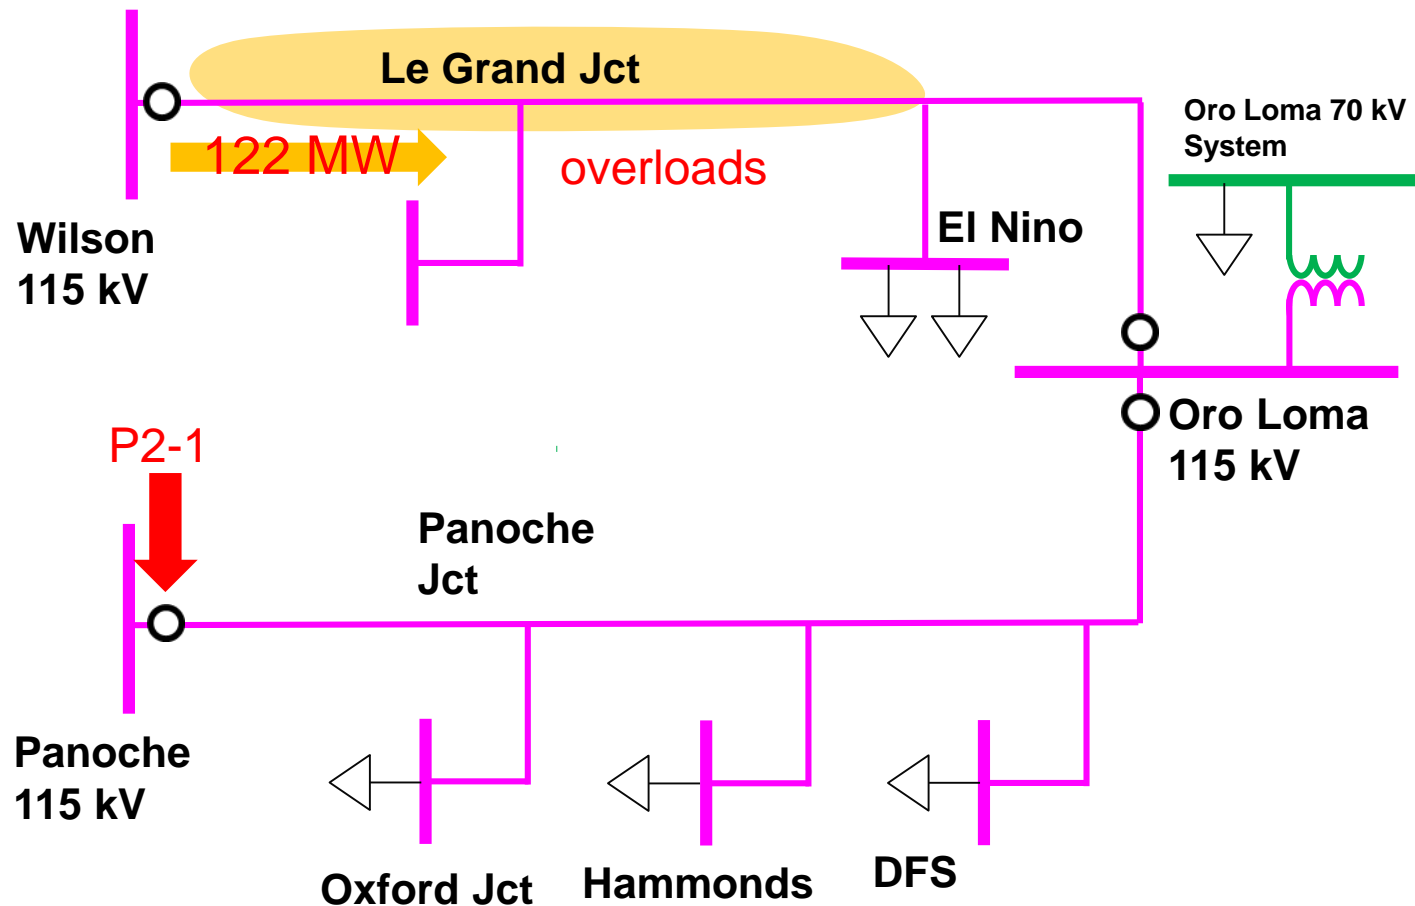 Le Grand Jct
Oro Loma 70 kV
System
122 MW
overloads
Wilson
115 kV
El Nino
Oro Loma
115 kV
P2-1
Panoche
Jct
Panoche
115 kV
Oxford Jct
Hammonds
DFS